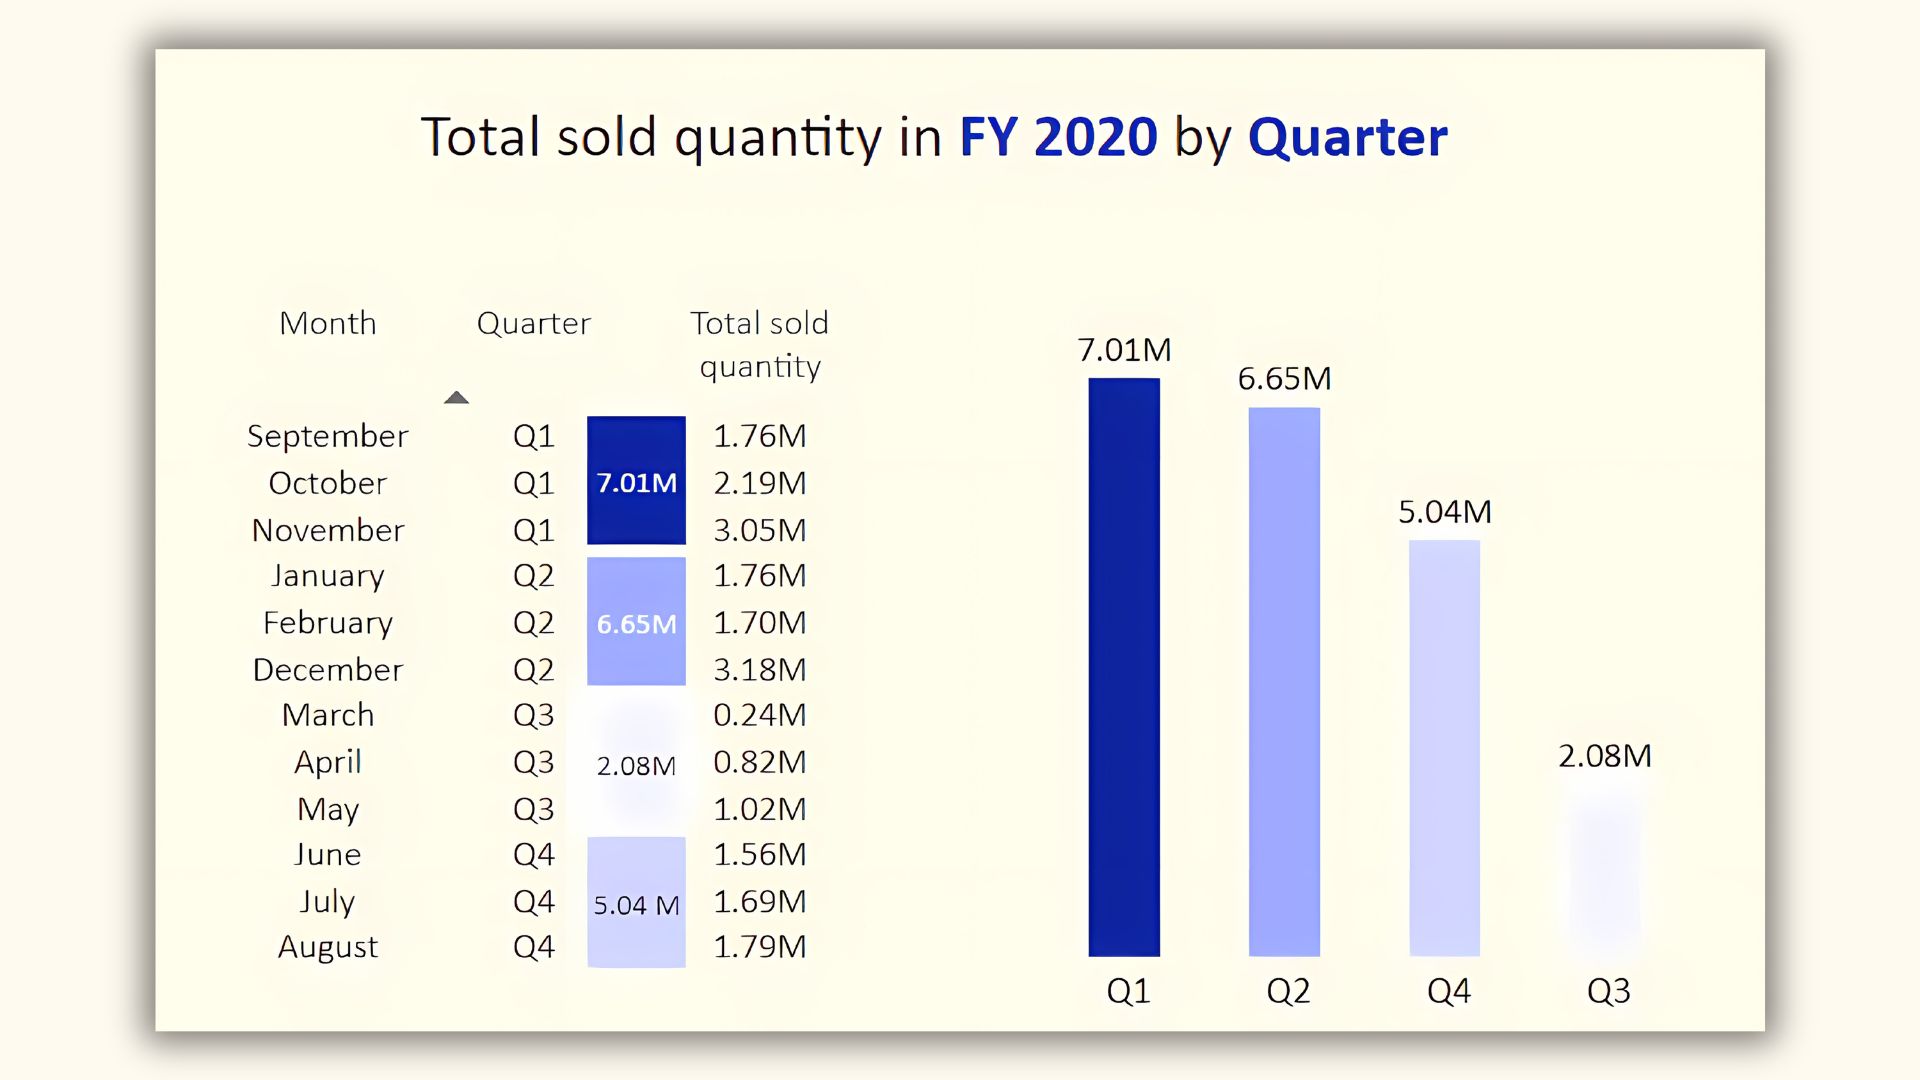 Total sold quantity in FY 2020 by Quarter
Month Quarter Total sold
quantity
September Q1 1.76M
October Q1 7.01M 2.19M
November Q1 3.05M
January Q2 1.76M
February Q2 6.65M 1.70M
December Q2 3.18M
March Q3 0.24M
April Q3 2.08M 0.82M
May Q3 1.02M
June Q4 1.56M
July Q4 5.04 M 1.69M
August Q4 1.79M
7.01M
6.65M
5.04M
2.08M
Q1 Q2 Q4 Q3